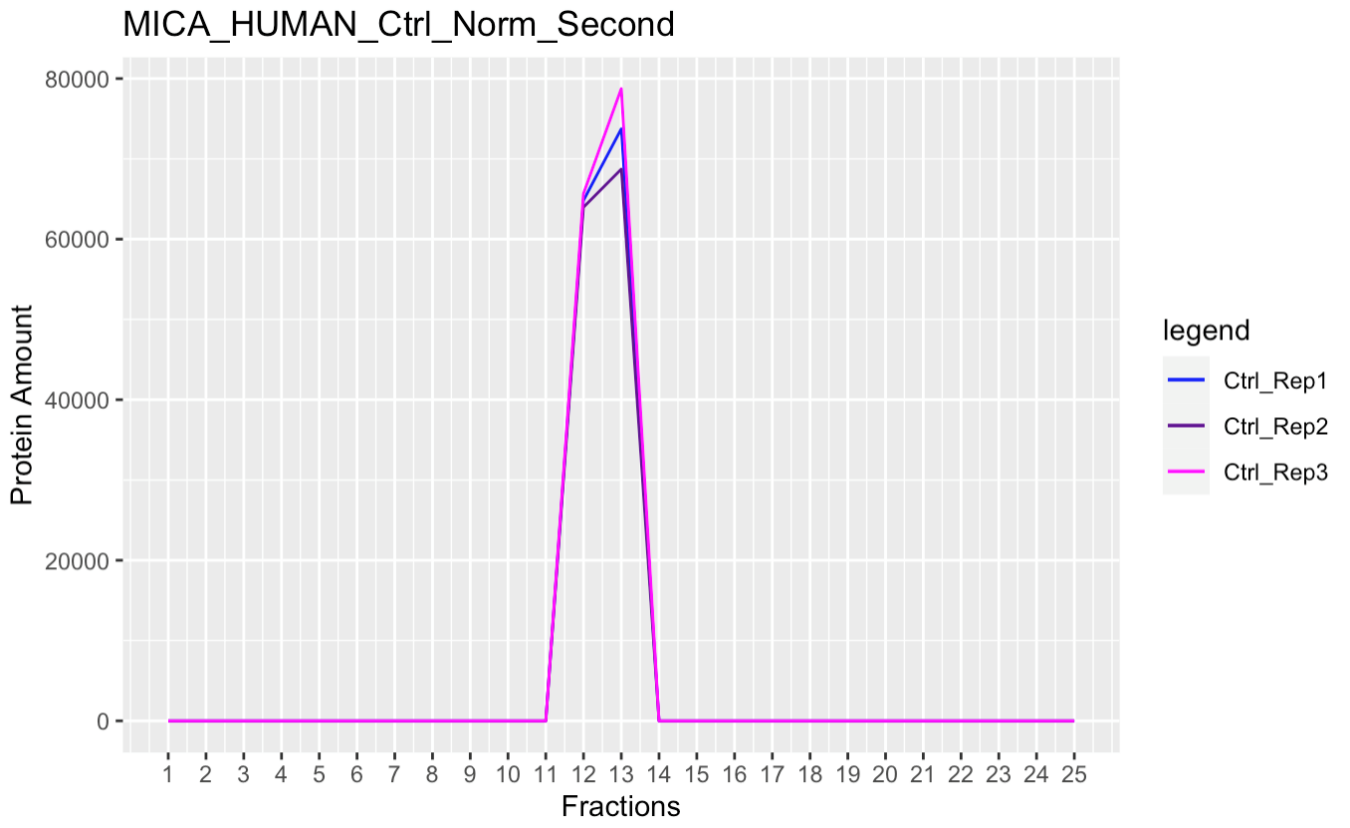 MICA_HUMAN_Ctrl_Norm_Second
80000
60000
40000
20000
0
Protein Amount
1 2 3 4 5 6 7 8 9 10 11 12 13 14 15 16 17 18 19 20 21 22 23 24 25
Fractions
legend
Ctrl_Rep1
Ctrl_Rep2
Ctrl_Rep3